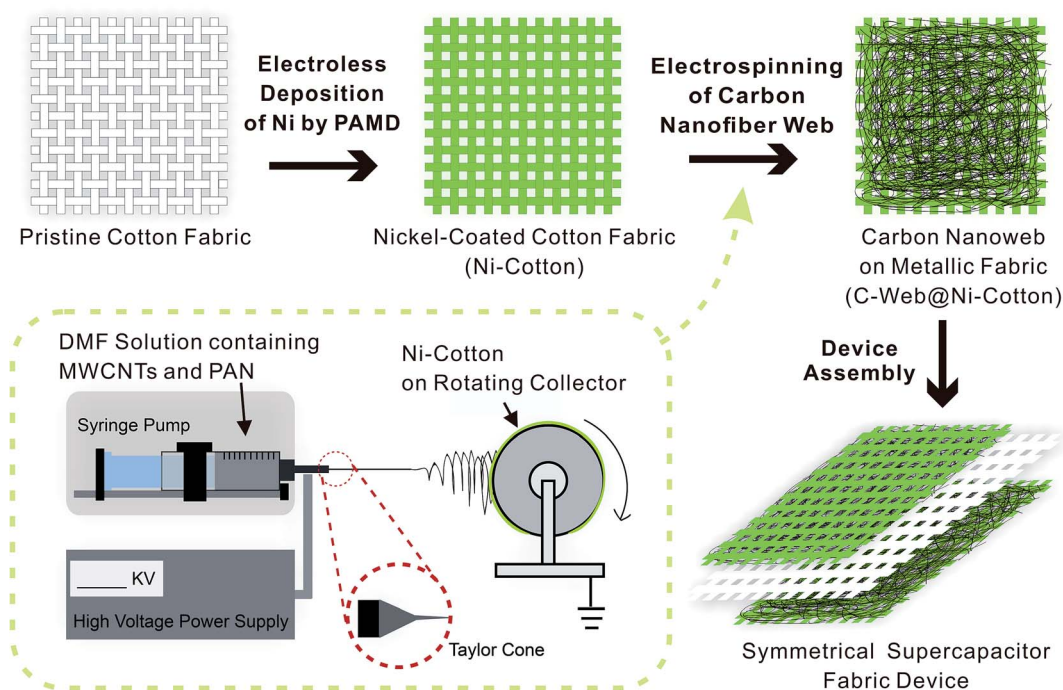 Electroless
Deposition
of Ni by PAMD
Electrospinning
of Carbon
Nanofiber Web
Pristine Cotton Fabric
Nickel-Coated Cotton Fabric
(Ni-Cotton)
Carbon Nanoweb
on Metallic Fabric
(C-Web@Ni-Cotton)
Device
Assembly
DMF Solution containing
MWCNTs and PAN
Ni-Cotton
on Rotating Collector
Syringe Pump
_____ KV
High Voltage Power Supply
Taylor Cone
Symmetrical Supercapacitor
Fabric Device